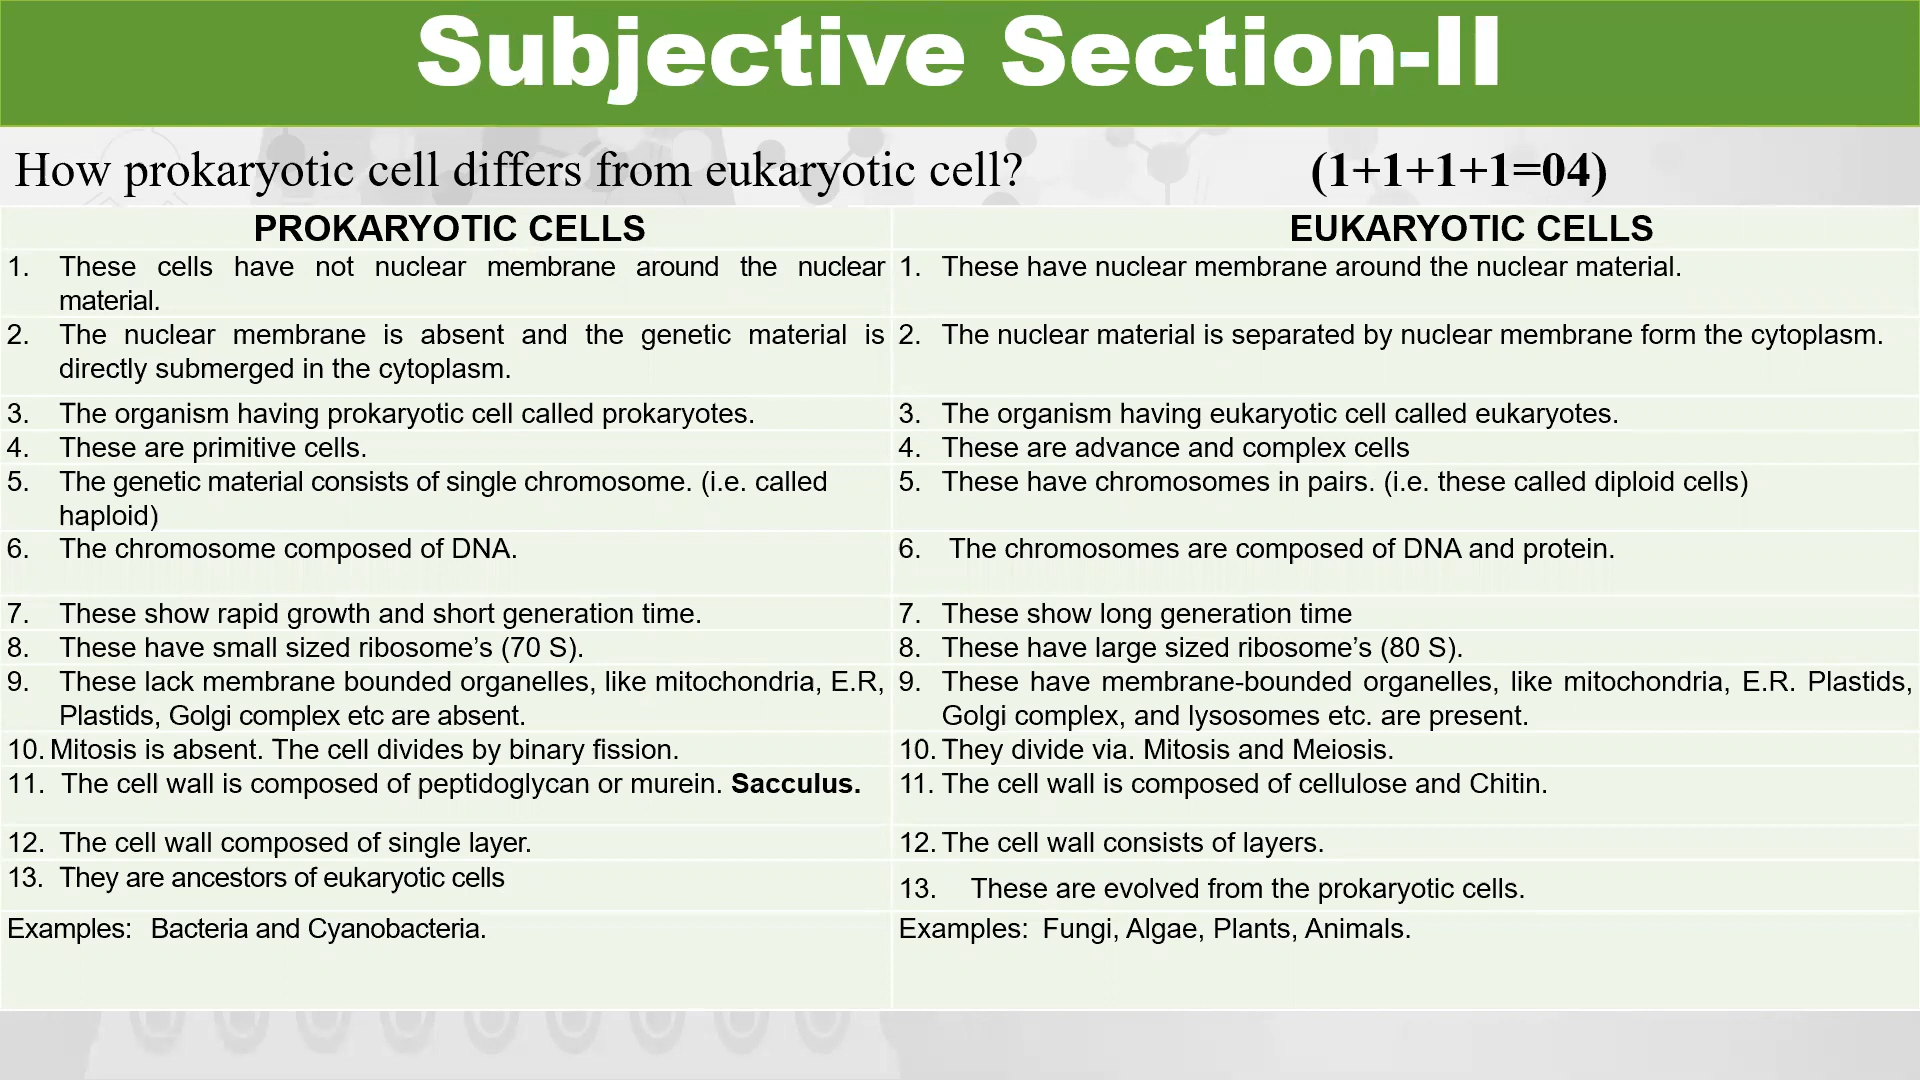 Subjective Section-II
How prokaryotic cell differs from eukaryotic cell? (1+1+1+1=04)
PROKARYOTIC CELLS
EUKARYOTIC CELLS
1. These cells have not nuclear membrane around the nuclear
material.
1. These have nuclear membrane around the nuclear material.
2. The nuclear membrane is absent and the genetic material is
directly submerged in the cytoplasm.
2. The nuclear material is separated by nuclear membrane form the cytoplasm.
3. The organism having prokaryotic cell called prokaryotes.
3. The organism having eukaryotic cell called eukaryotes.
4. These are primitive cells.
4. These are advance and complex cells
5. The genetic material consists of single chromosome. (i.e. called
haploid)
5. These have chromosomes in pairs. (i.e. these called diploid cells)
6. The chromosome composed of DNA.
6. The chromosomes are composed of DNA and protein.
7. These show rapid growth and short generation time.
7. These show long generation time
8. These have small sized ribosome’s (70 S).
8. These have large sized ribosome’s (80 S).
9. These lack membrane bounded organelles, like mitochondria, E.R,
Plastids, Golgi complex etc are absent.
9. These have membrane-bounded organelles, like mitochondria, E.R. Plastids,
Golgi complex, and lysosomes etc. are present.
10. Mitosis is absent. The cell divides by binary fission.
10. They divide via. Mitosis and Meiosis.
11. The cell wall is composed of peptidoglycan or murein. Sacculus.
11. The cell wall is composed of cellulose and Chitin.
12. The cell wall composed of single layer.
12. The cell wall consists of layers.
13. They are ancestors of eukaryotic cells
13. These are evolved from the prokaryotic cells.
Examples: Bacteria and Cyanobacteria.
Examples: Fungi, Algae, Plants, Animals.